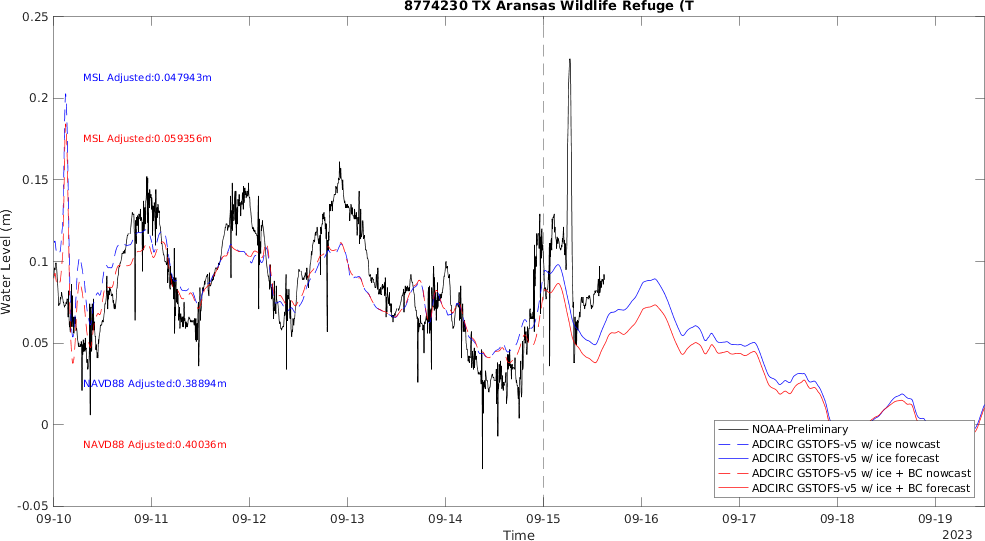 8774230 TX Aransas Wildlife Refuge (T
0.25
0.2
0.15
0.1
0.05
0
-0.05
Water Level (m)
MSL Adjusted:0.047943m
MSL Adjusted:0.059356m
NAVD88 Adjusted:0.38894m
NAVD88 Adjusted:0.40036m
NOAA-Preliminary
ADCIRC GSTOFS-v5 w/ ice nowcast
ADCIRC GSTOFS-v5 w/ ice forecast
ADCIRC GSTOFS-v5 w/ ice + BC nowcast
ADCIRC GSTOFS-v5 w/ ice + BC forecast
09-10 09-11 09-12 09-13 09-14 09-15 09-16 09-17 09-18 09-19
Time
2023